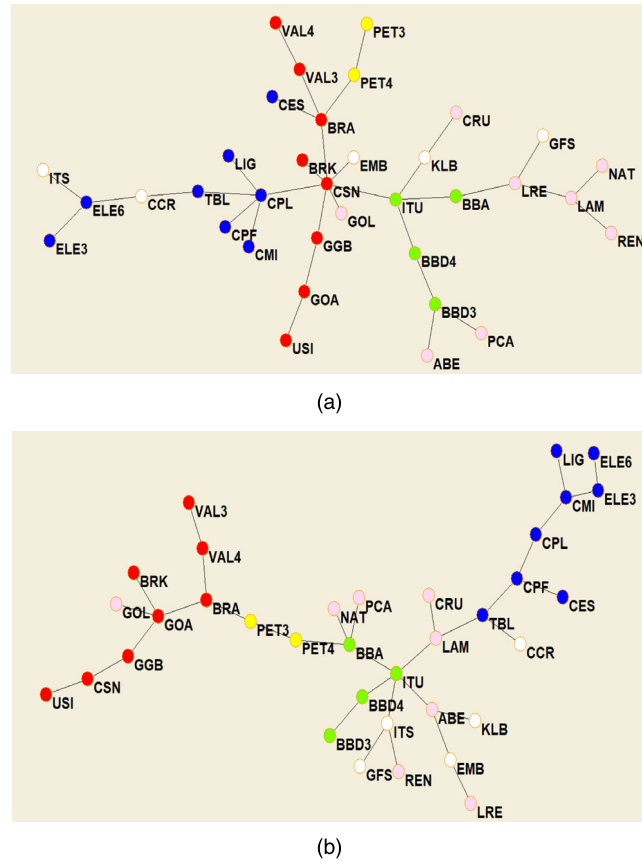 VAL4
PET3
VAL3
PET4
CES
BRA
CRU
LIG
BRK
EMB
KLB
GFS
ITS
CSN
NAT
ELE6
CCR
TBL
CPL
ITU
BBA
LRE
LAM
GOL
CPF
GGB
REN
ELE3
CMI
BBD4
GOA
BBD3
USI
PCA
ABE
(a)
LIG
ELE6
ELE3
CMI
VAL3
CPL
VAL4
BRK
CPF
PCA
CRU
CES
GOL
BRA
NAT
GOA
PET3
TBL
PET4
BBA
LAM
CCR
GGB
ITU
CSN
BBD4
ABE
USI
ITS
KLB
BBD3
EMB
GFS
REN
LRE
(b)